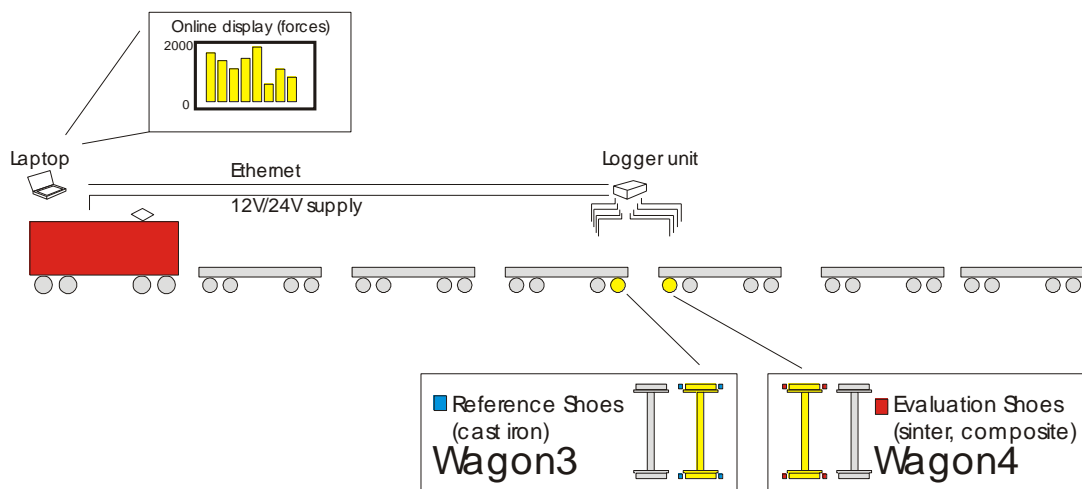 Online display (forces)
2000
0
Laptop
Ethernet
Logger unit
12V/24V supply
Reference Shoes
(cast iron)
Wagon3
Evaluation Shoes
(sinter, composite)
Wagon4